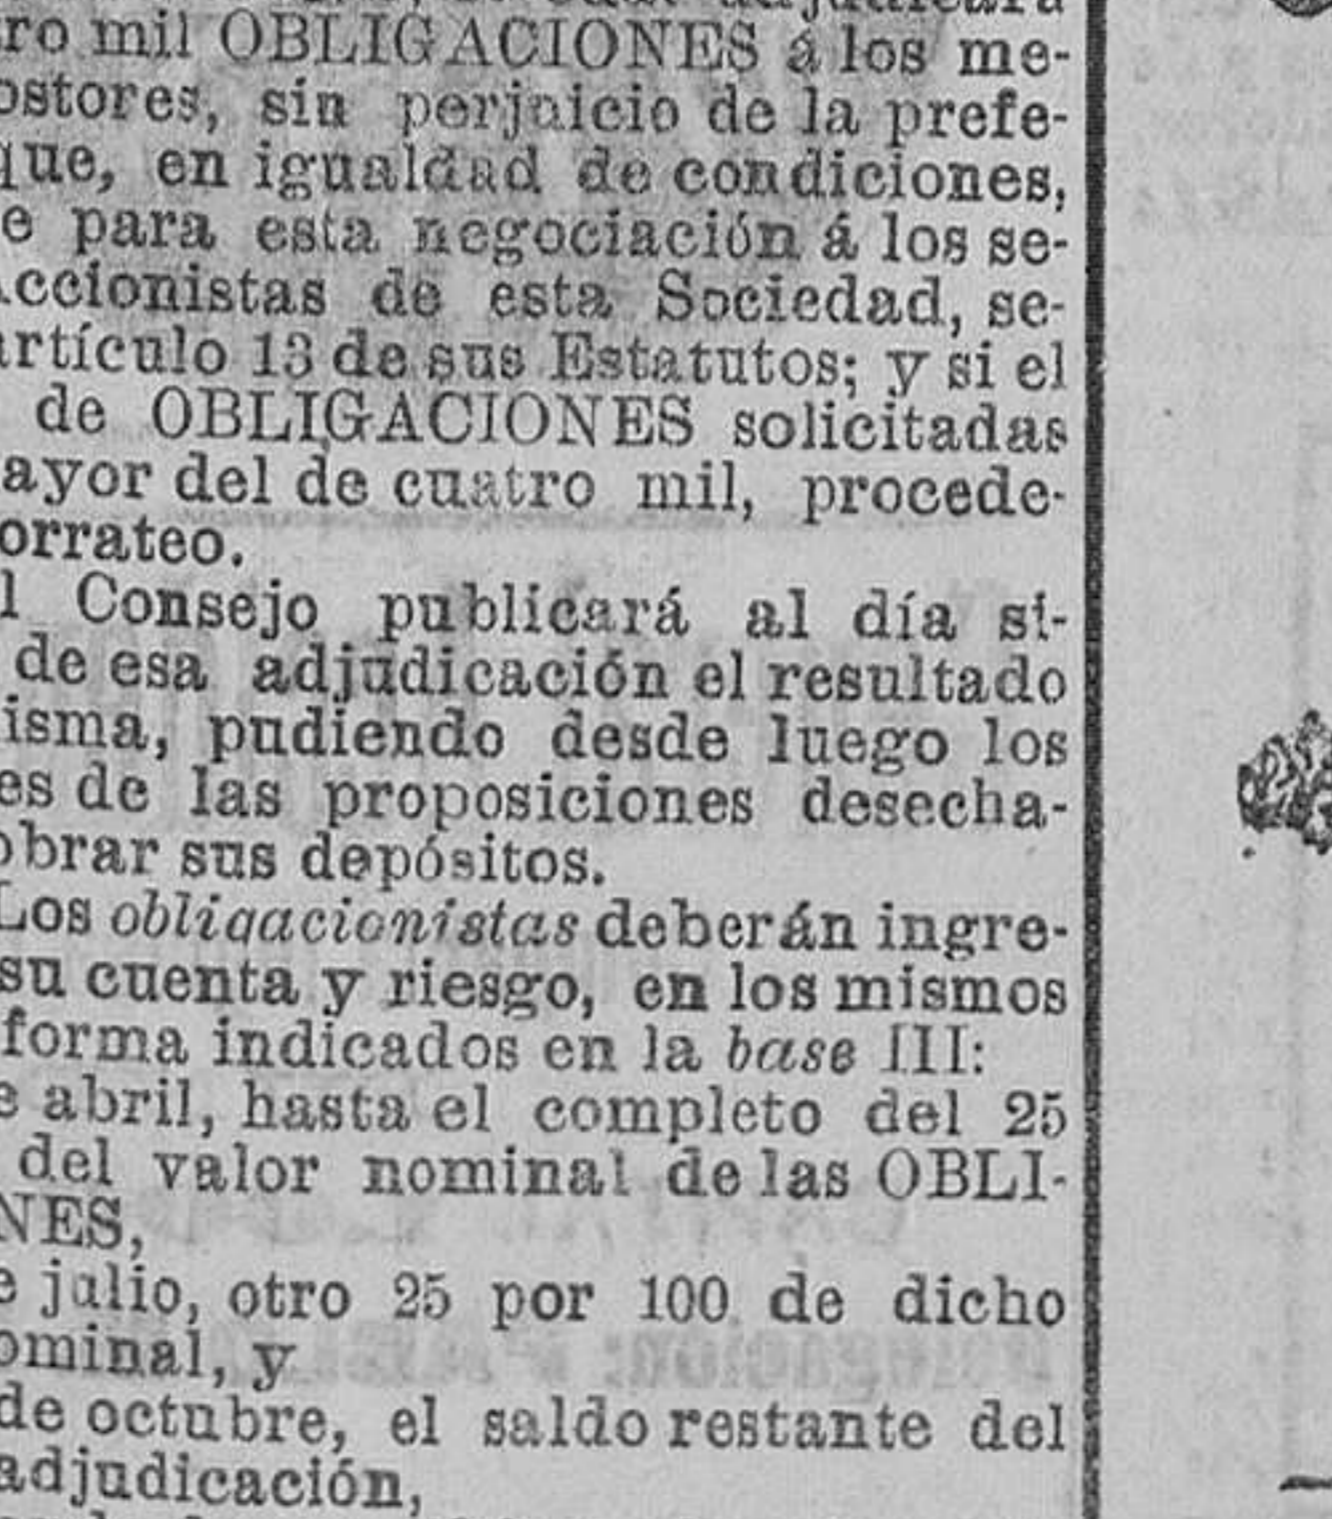 ro mil OBLIGACIONES á los me-
ostores, sin perjuicio de la prefe-
que, en igualdad de condiciones,
e para esta negociación á los se-
Accionistas de esta Sociedad, se-
artículo 13 de sus Estatutos; y si el
de OBLIGACIONES solicitadas
ayor del de cuatro mil, procede-
orrateo.
l Consejo publicará al día si-
de esa adjudicación el resultado
isma, pudiendo desde luego los
es de las proposiciones desecha-
obrar sus depósitos.
Los obligacionistas deberán ingre-
su cuenta y riesgo, en los mismos
forma indicados en la base III:
e abril, hasta el completo del 25
del valor nominal de las OBLI-
NES,
e julio, otro 25 por 100 de dicho
ominal, y
de octubre, el saldo restante del
adjudicación,